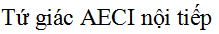 Tứ giác AECI nội tiếp